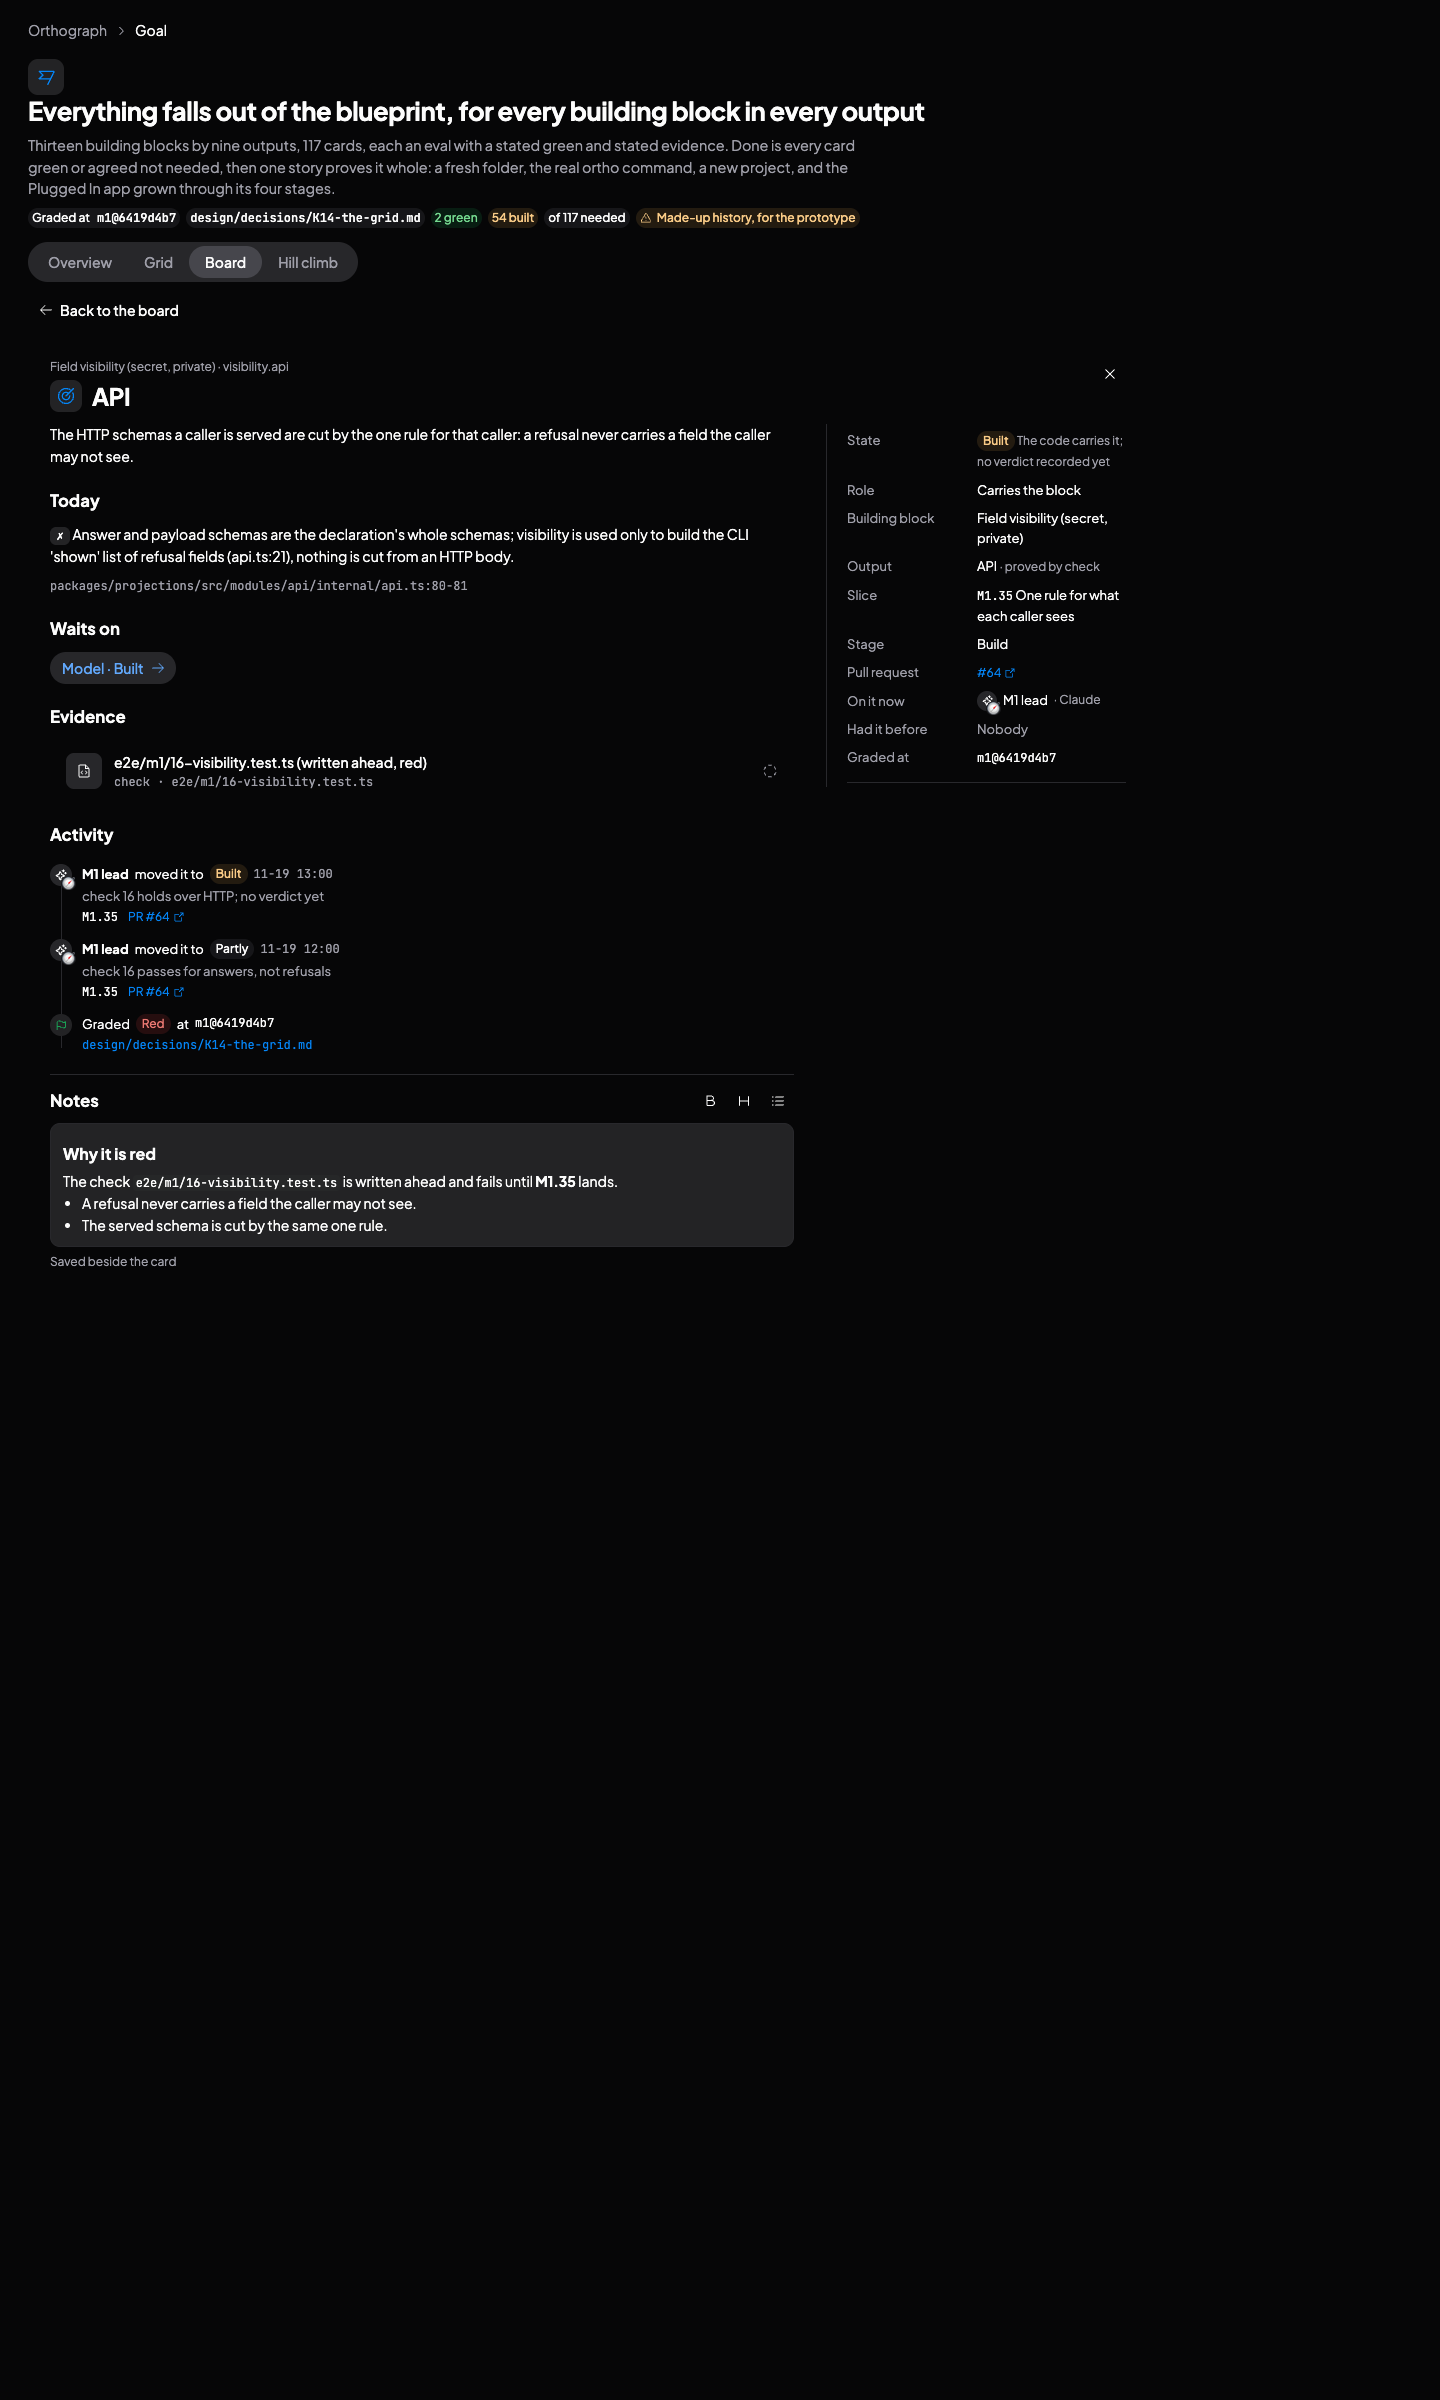 Orthograph
Goal
Everything falls out of the blueprint, for every building block in every output
Thirteen building blocks by nine outputs, 117 cards, each an eval with a stated green and stated evidence. Done is every card
green or agreed not needed, then one story proves it whole: a fresh folder, the real ortho command, a new project, and the
Plugged In app grown through its four stages.
Graded at m1@6419d4b7 design/decisions/K14-the-grid.md 2 green 54 built of 117 needed Made-up history, for the prototype
Overview Grid Board Hill climb
Back to the board
Field visibility (secret, private) · visibility.api
API
The HTTP schemas a caller is served are cut by the one rule for that caller: a refusal never carries a field the caller
may not see.
Today
✗ Answer and payload schemas are the declaration's whole schemas; visibility is used only to build the CLI
'shown' list of refusal fields (api.ts:21), nothing is cut from an HTTP body.
packages/projections/src/modules/api/internal/api.ts:80-81
Waits on
Model · Built
Evidence
e2e/m1/16-visibility.test.ts (written ahead, red)
check · e2e/m1/16-visibility.test.ts
Activity
M1 lead moved it to Built 11-19 13:00
check 16 holds over HTTP; no verdict yet
M1.35 PR #64
M1 lead moved it to Partly 11-19 12:00
check 16 passes for answers, not refusals
M1.35 PR #64
Graded Red at m1@6419d4b7
design/decisions/K14-the-grid.md
Notes
B H
Why it is red
The check e2e/m1/16-visibility.test.ts is written ahead and fails until M1.35 lands.
• A refusal never carries a field the caller may not see.
• The served schema is cut by the same one rule.
Saved beside the card
State Built The code carries it;
no verdict recorded yet
Role Carries the block
Building block Field visibility (secret,
private)
Output API · proved by check
Slice M1.35 One rule for what
each caller sees
Stage Build
Pull request #64
On it now M1 lead · Claude
Had it before Nobody
Graded at m1@6419d4b7